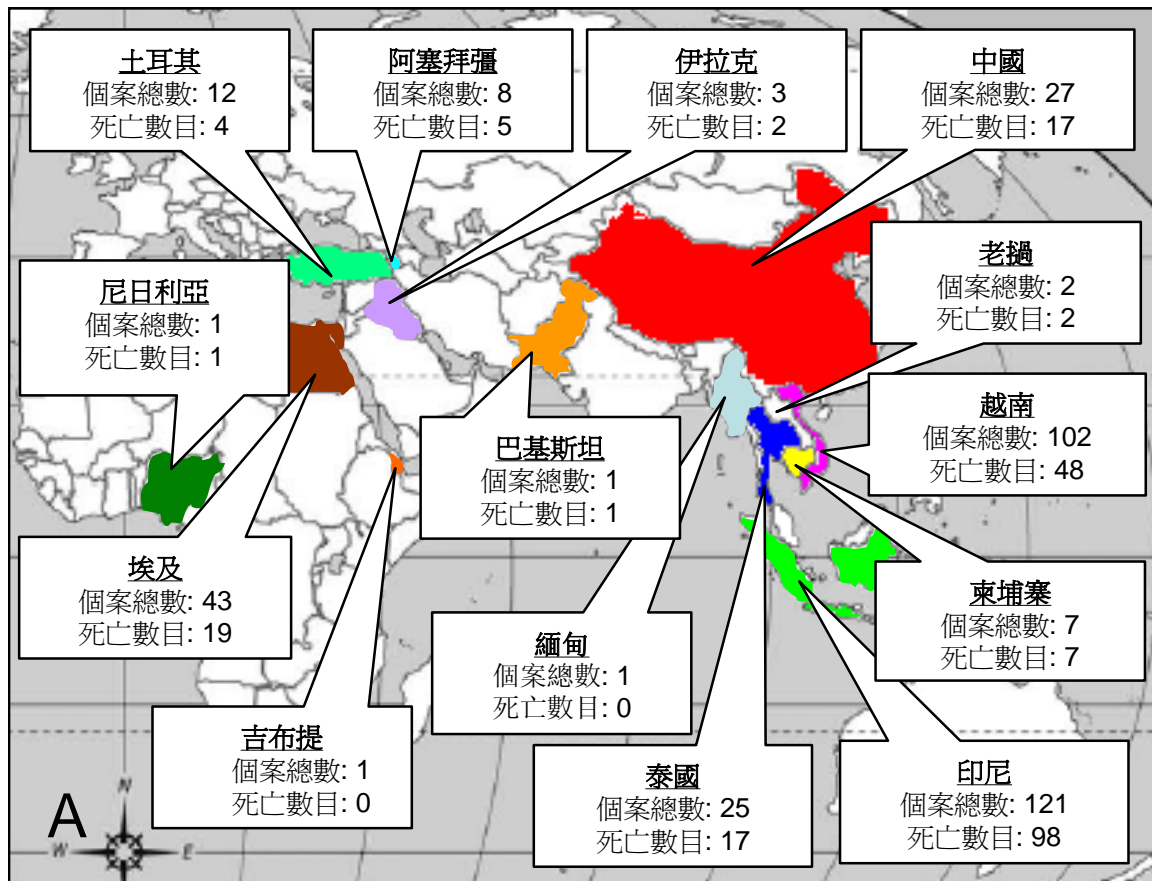 土耳其
個案總數: 12
死亡數目: 4
阿塞拜彊
個案總數: 8
死亡數目: 5
伊拉克
個案總數: 3
死亡數目: 2
中國
個案總數: 27
死亡數目: 17
老撾
個案總數: 2
死亡數目: 2
尼日利亞
個案總數: 1
死亡數目: 1
越南
個案總數: 102
死亡數目: 48
巴基斯坦
個案總數: 1
死亡數目: 1
埃及
個案總數: 43
死亡數目: 19
柬埔寨
個案總數: 7
死亡數目: 7
緬甸
個案總數: 1
死亡數目: 0
吉布提
個案總數: 1
死亡數目: 0
泰國
個案總數: 25
死亡數目: 17
印尼
個案總數: 121
死亡數目: 98
A
N
W
E